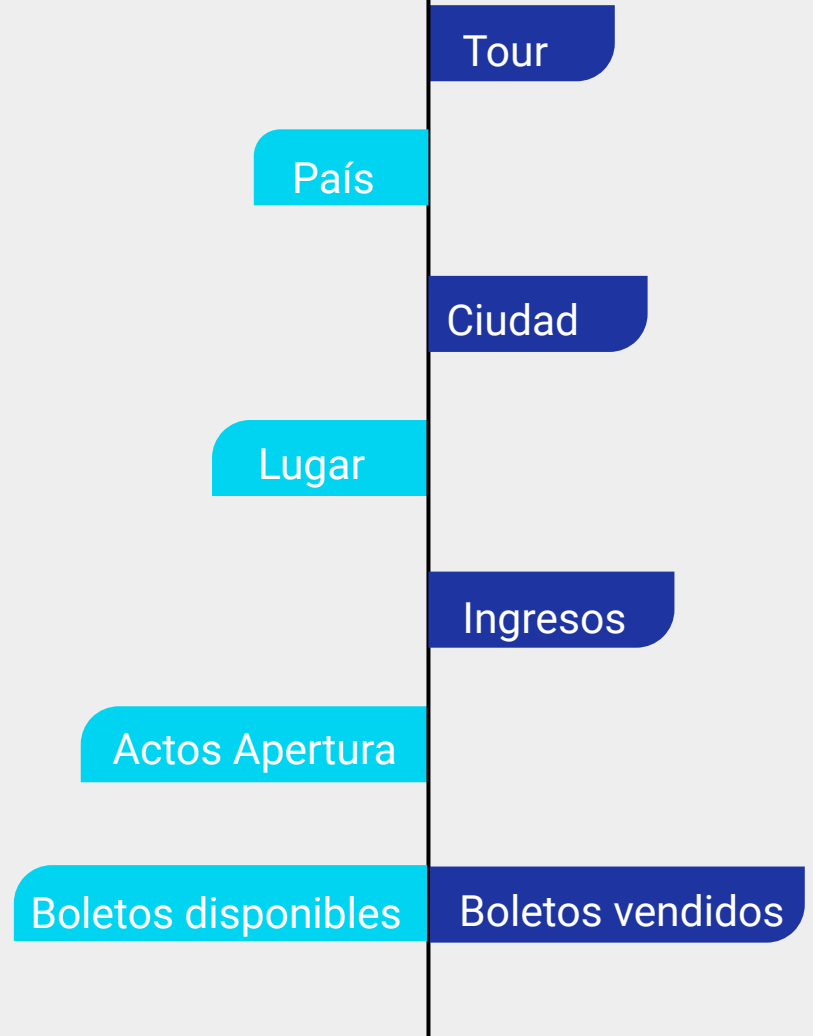 Tour
País
Ciudad
Lugar
Ingresos
Actos Apertura
Boletos disponibles
Boletos vendidos